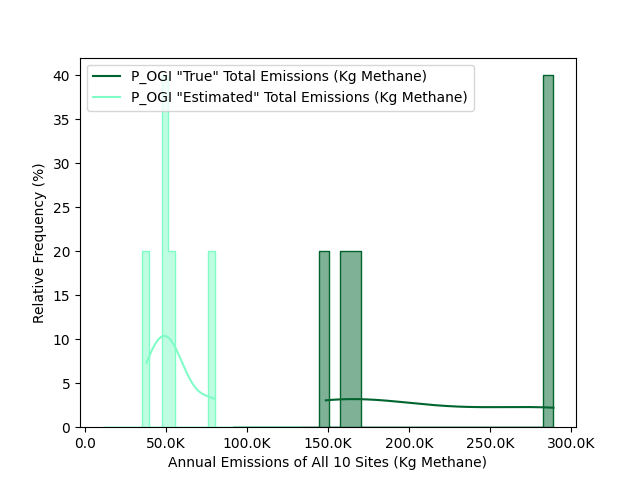 P_OGI "True" Total Emissions (Kg Methane)
P_OGI "Estimated" Total Emissions (Kg Methane)
40
35
30
25
20
15
10
5
0
Relative Frequency (%)
0.0 50.0K 100.0K 150.0K 200.0K 250.0K 300.0K
Annual Emissions of All 10 Sites (Kg Methane)